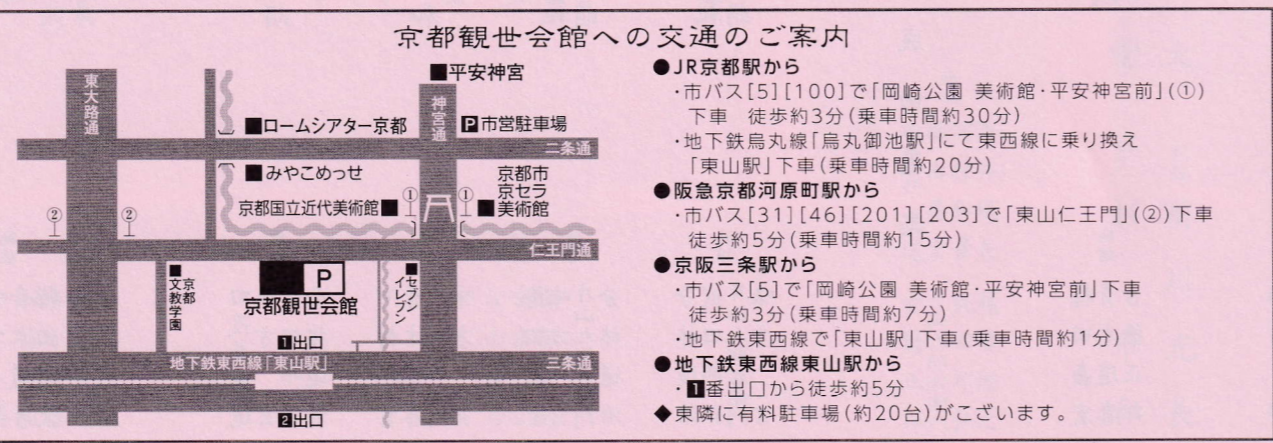 京都観世会館への交通のご案内
東大路通
■平安神宮
神宮通
■ロームシアター京都
P市営駐車場
二条通
■みやこめっせ
京都市
京セラ
■美術館
京都国立近代美術館■
①
①
②
②
仁王門通
■京都
文教学園
P
京都観世会館
■セブン
イレブン
1出口
地下鉄東西線「東山駅」
三条通
2出口
●JR京都駅から
・市バス[5][100]で「岡崎公園 美術館・平安神宮前」(①)
下車 徒歩約3分(乗車時間約30分)
・地下鉄烏丸線「烏丸御池駅」にて東西線に乗り換え
「東山駅」下車(乗車時間約20分)
●阪急京都河原町駅から
・市バス[31][46][201][203]で「東山仁王門」(②)下車
徒歩約5分(乗車時間約15分)
●京阪三条駅から
・市バス[5]で「岡崎公園 美術館・平安神宮前」下車
徒歩約3分(乗車時間約7分)
・地下鉄東西線で「東山駅」下車(乗車時間約1分)
●地下鉄東西線東山駅から
・1番出口から徒歩約5分
◆東隣に有料駐車場(約20台)がございます。